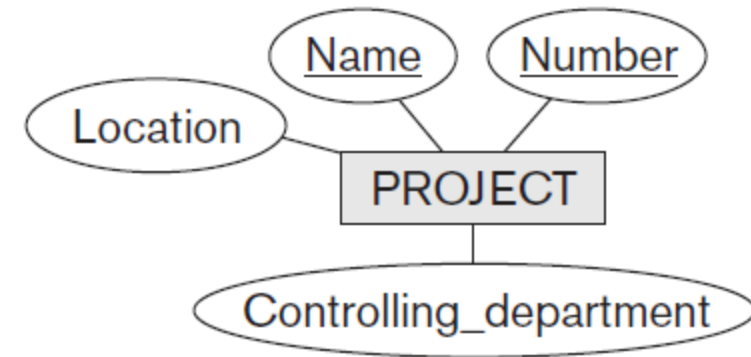 Name
Number
Location
PROJECT
Controlling_department